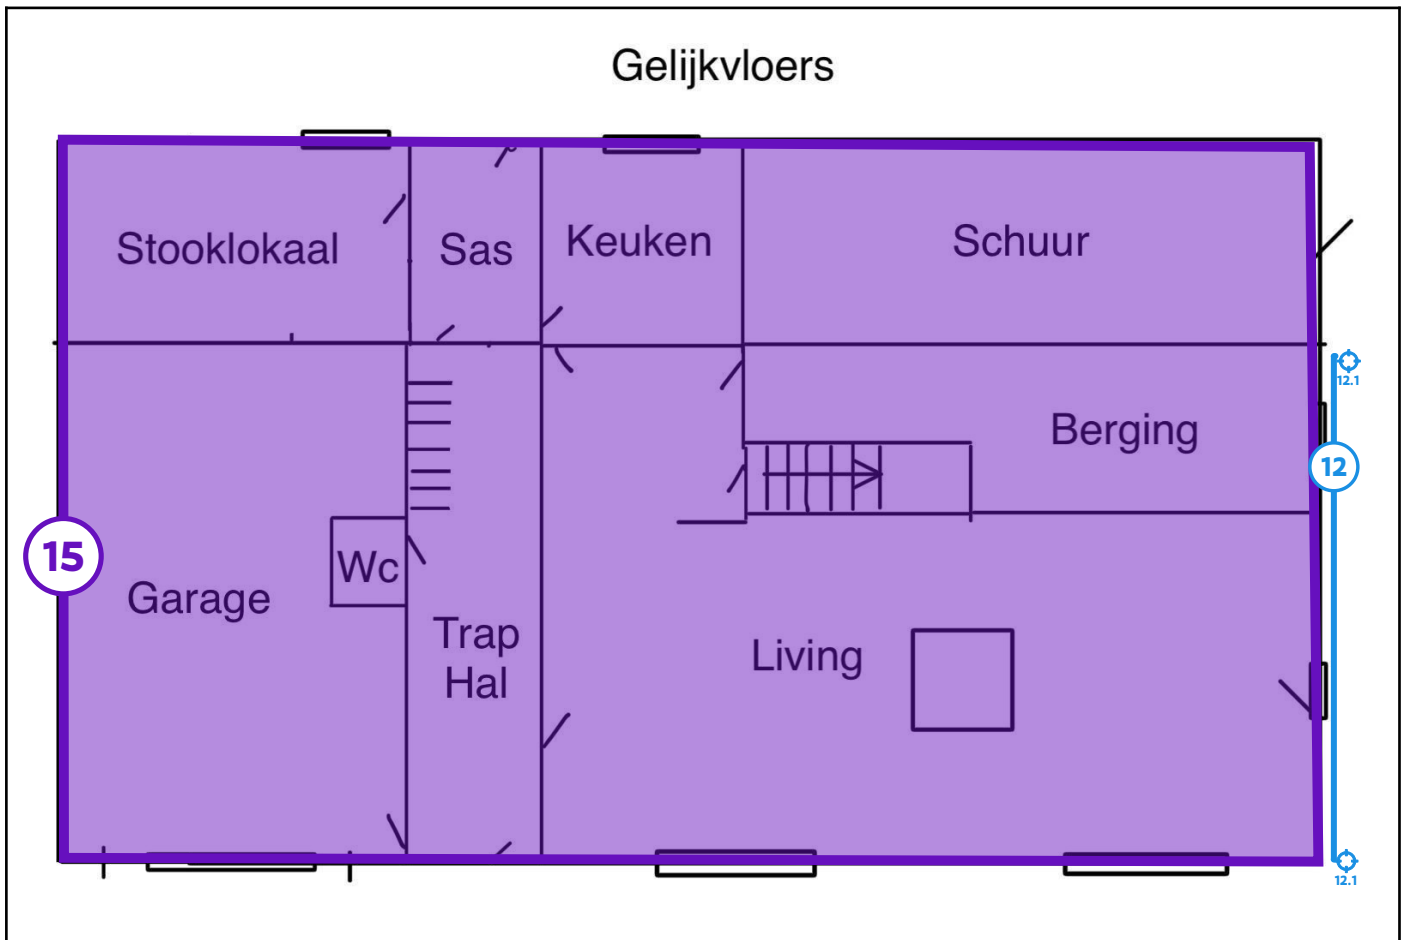 Gelijkvloers
Stooklokaal
Sas
Keuken
Schuur
12.1
Berging
12
15
Wc
Garage
Trap
Hal
Living
12.1